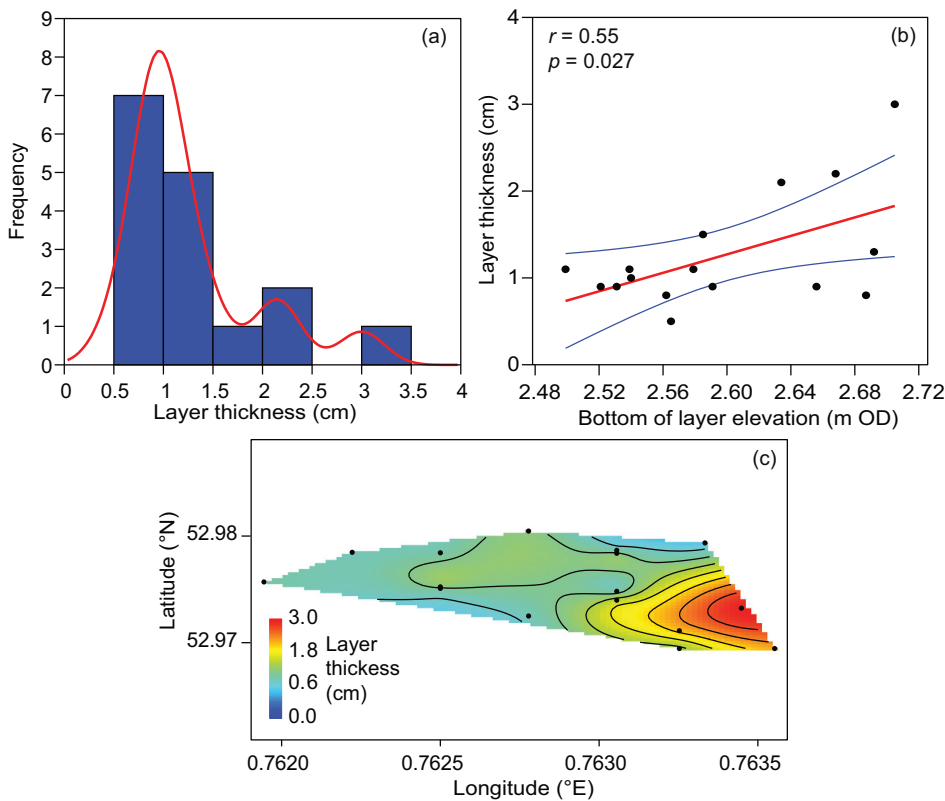 (a)
9
8
7
6
5
4
3
2
1
0
Frequency
0 0.5 1.0 1.5 2 2.5 3 3.5 4
Layer thickness (cm)
(b)
r = 0.55
p = 0.027
4
3
2
1
0
Layer thickness (cm)
2.48 2.52 2.56 2.60 2.64 2.68 2.72
Bottom of layer elevation (m OD)
(c)
52.98
52.97
Latitude (°N)
3.0
1.8
0.6
0.0
Layer
thickess
(cm)
0.7620 0.7625 0.7630 0.7635
Longitude (°E)